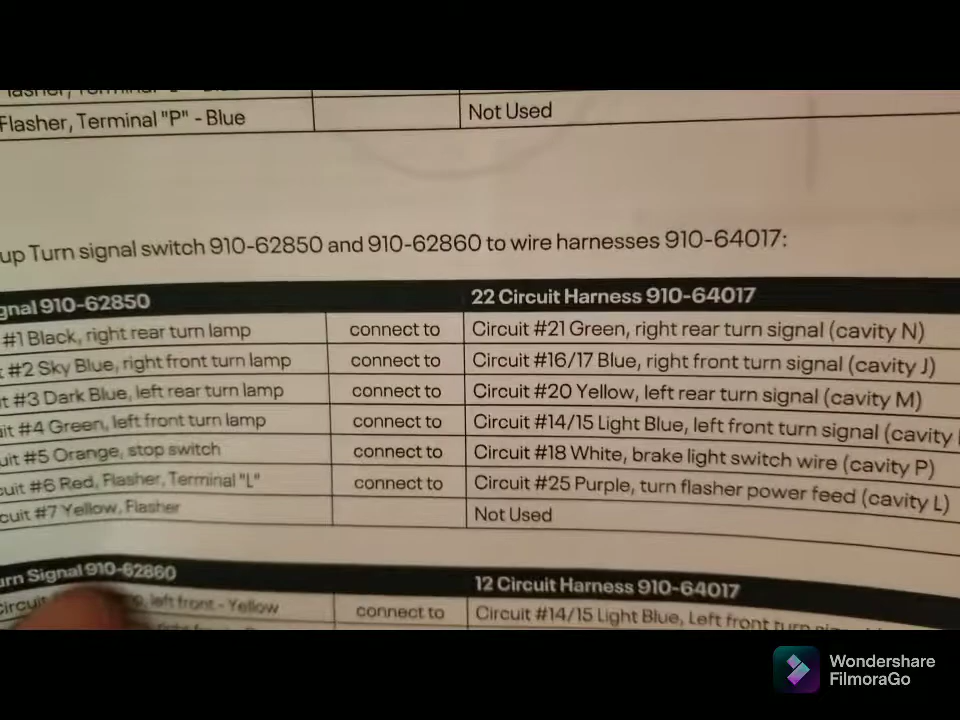 Flasher, Terminal "P" - Blue Not Used
up Turn signal switch 910-62850 and 910-62860 to wire harnesses 910-64017:
gnal 910-62850 22 Circuit Harness 910-64017
#1 Black, right rear turn lamp connect to Circuit #21 Green, right rear turn signal (cavity N)
#2 Sky Blue, right front turn lamp connect to Circuit #16/17 Blue, right front turn signal (cavity J)
it #3 Dark Blue, left rear turn lamp connect to Circuit #20 Yellow, left rear turn signal (cavity M)
uit #4 Green, left front turn lamp connect to Circuit #14/15 Light Blue, left front turn signal (cavity
uit #5 Orange, stop switch connect to Circuit #18 White, brake light switch wire (cavity P)
cuit #6 Red, Flasher, Terminal "L" connect to Circuit #25 Purple, turn flasher power feed (cavity L)
cuit #7 Yellow, Flasher Not Used
urn Signal 910-62860 12 Circuit Harness 910-64017
Circuit left front - Yellow connect to Circuit #14/15 Light Blue, Left front turn
Wondershare
FilmoraGo